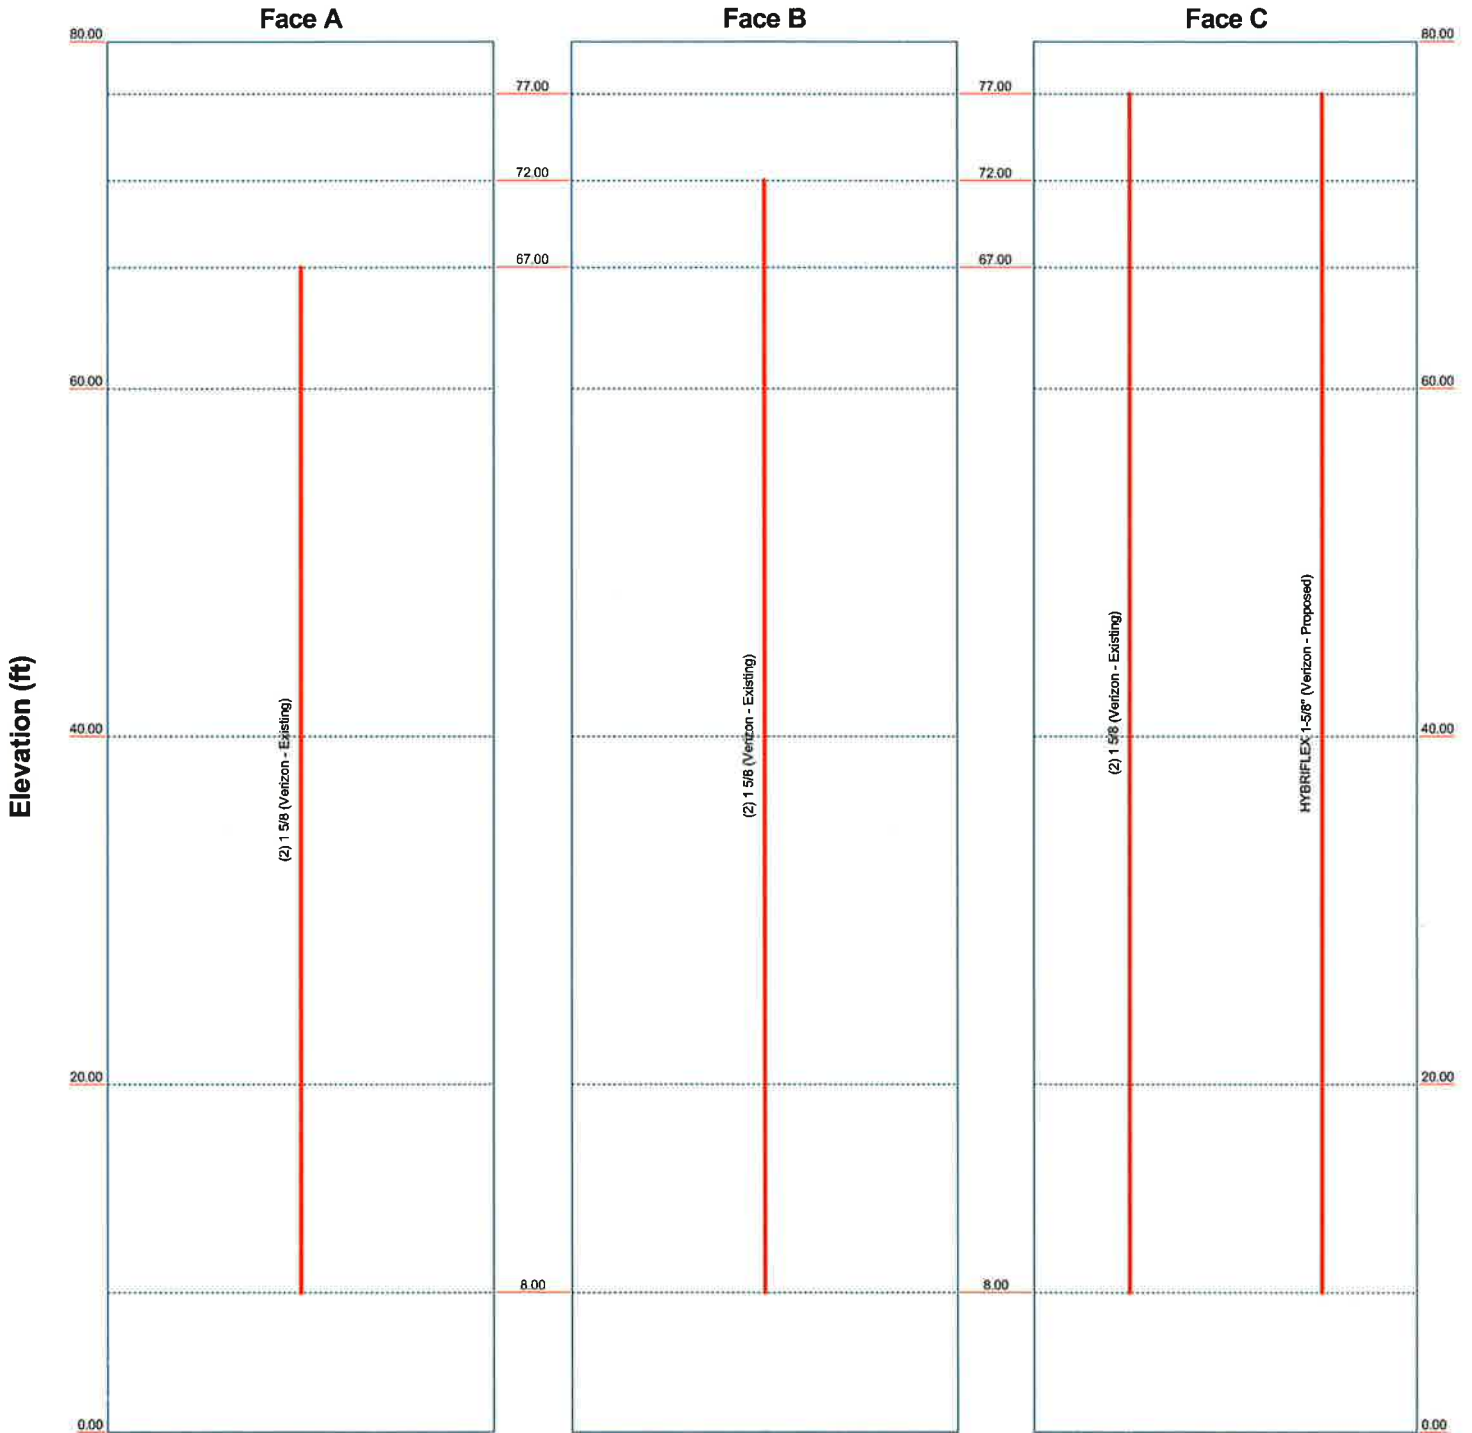 Face A
Face B
Face C
80.00
80.00
77.00
77.00
72.00
72.00
67.00
67.00
60.00
60.00
Elevation (ft)
(2) 1 5/8 (Verizon - Existing)
(2) 1 5/8 (Verizon - Existing)
(2) 1 5/8 (Verizon - Existing)
HYBRIFLEX 1-5/8" (Verizon - Proposed)
40.00
40.00
20.00
20.00
8.00
8.00
0.00
0.00